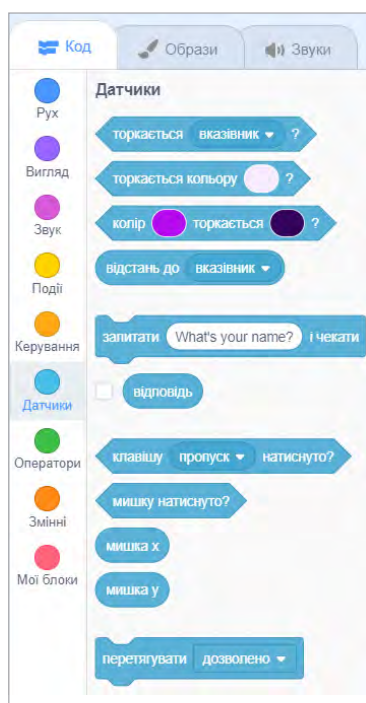 Код Образи Звуки
Рух
Вигляд
Звук
Події
Керування
Датчики
Оператори
Змінні
Мої блоки
Датчики
торкається вказівник ?
торкається кольору ?
колір торкається ?
відстань до вказівник
запитати What's your name? і чекати
відповідь
клавішу пропуск натиснуто?
мишку натиснуто?
мишка x
мишка y
перетягувати дозволено